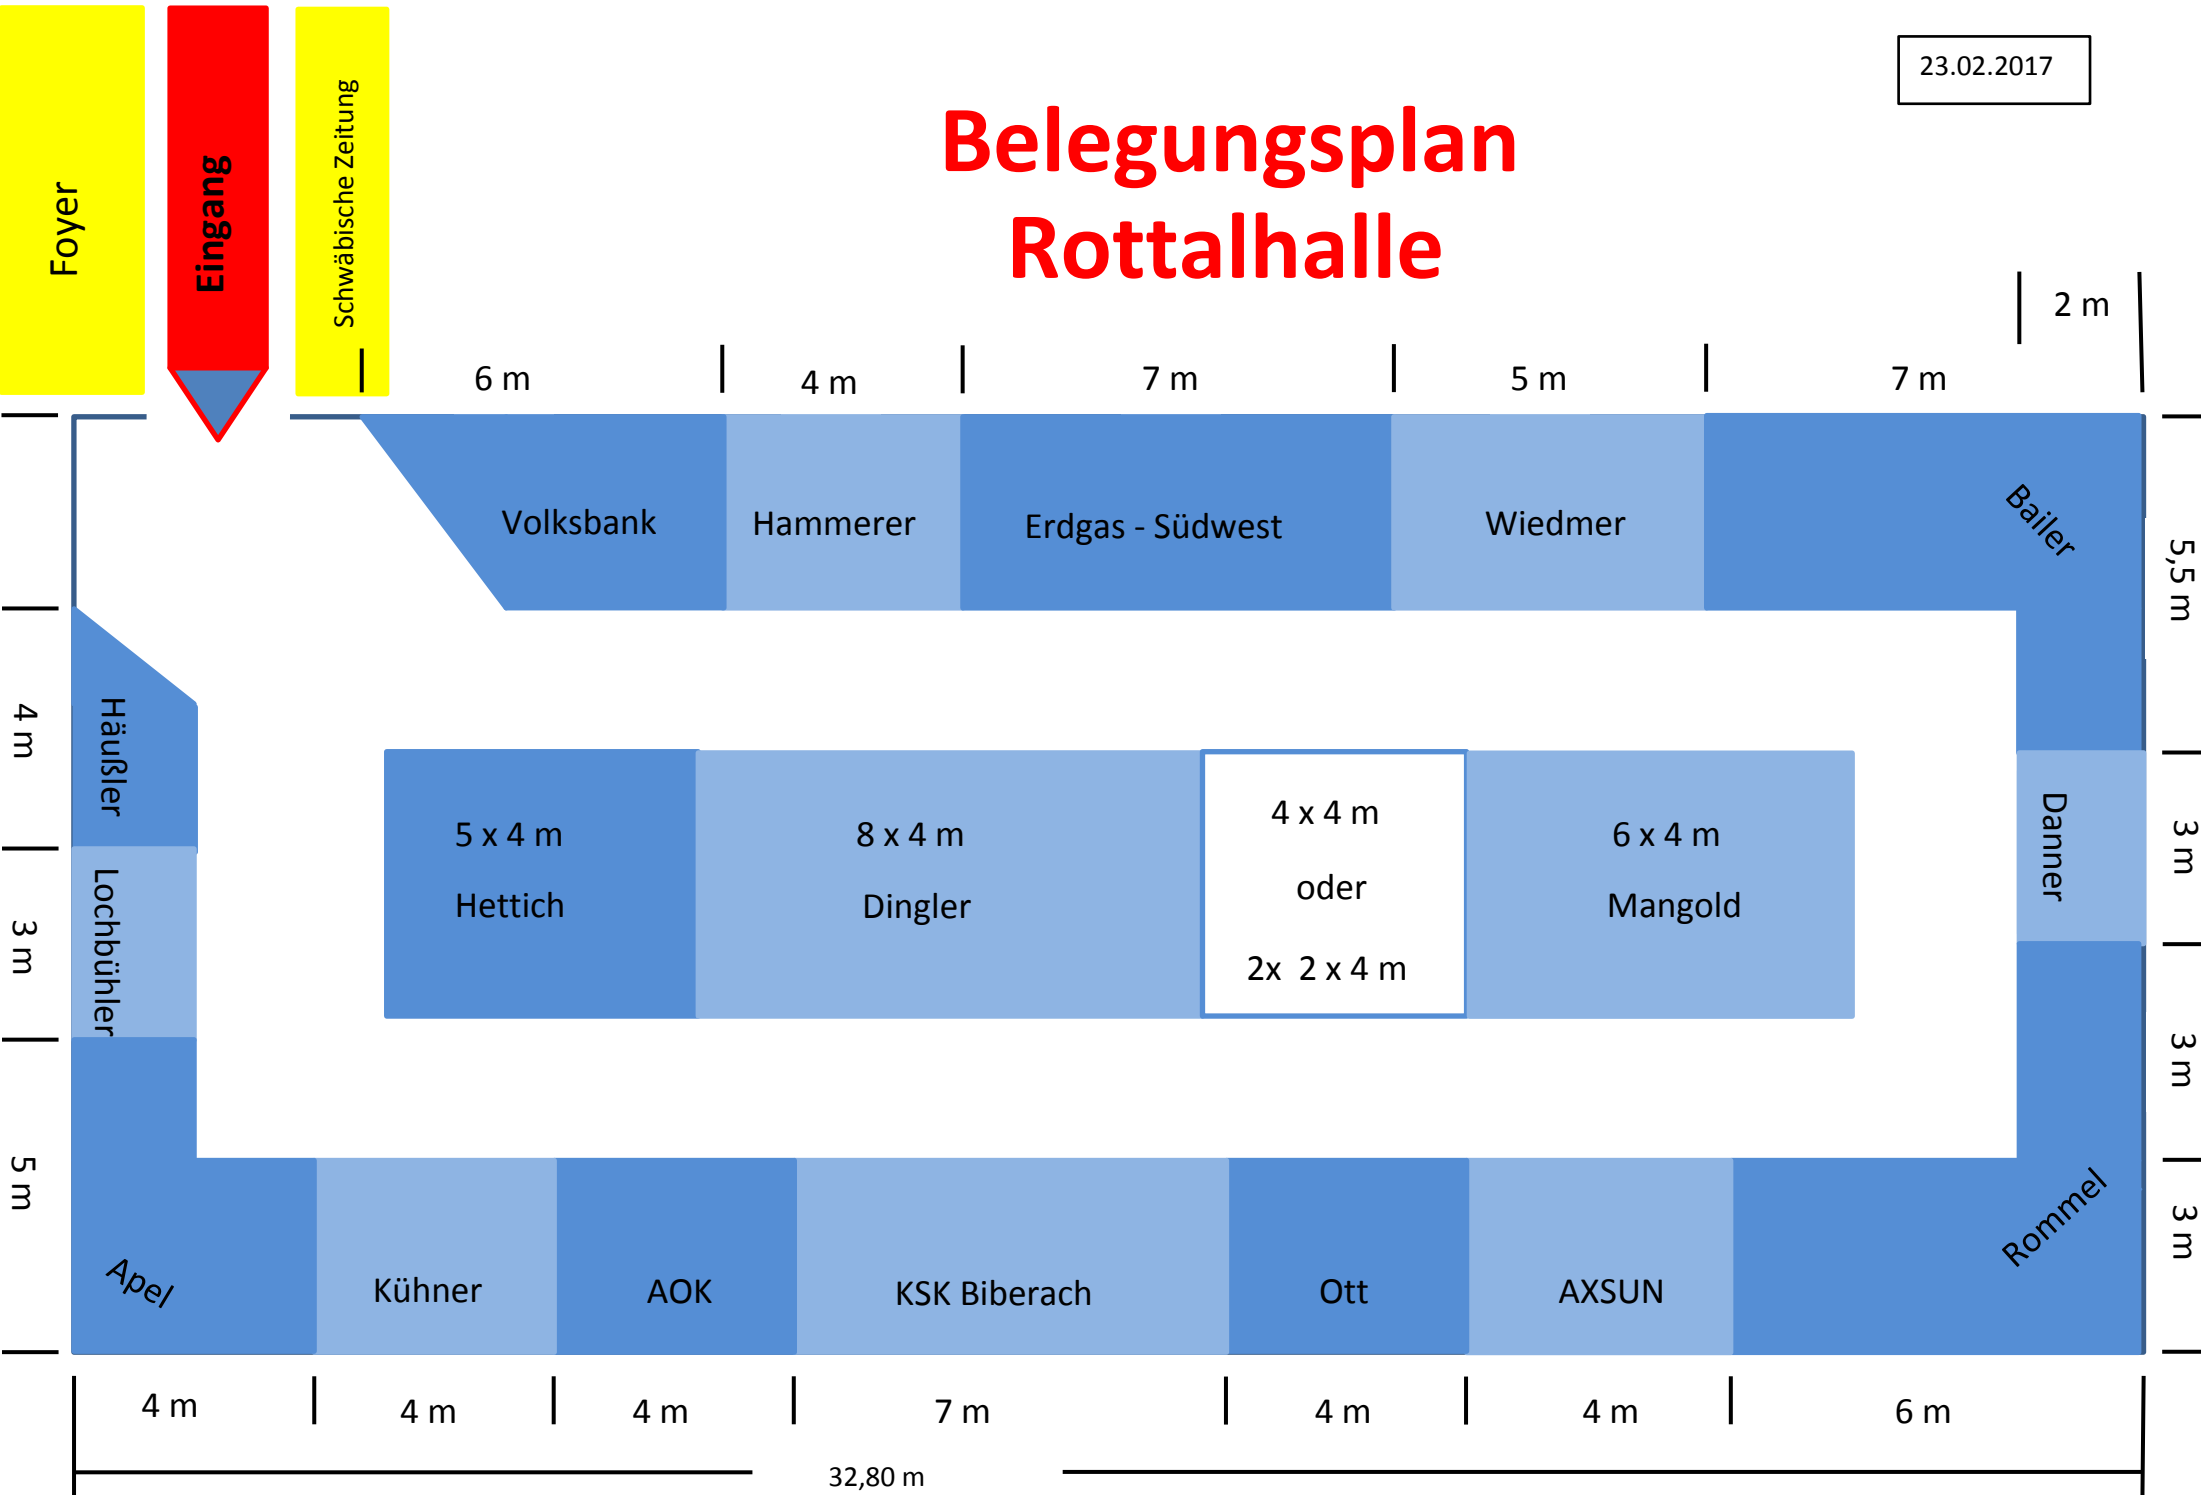 23.02.2017
Belegungsplan
Rottalhalle
Foyer
Eingang
Schwäbische Zeitung
2 m
6 m
4 m
7 m
5 m
7 m
Volksbank
Hammerer
Erdgas - Südwest
Wiedmer
Bailer
5,5 m
4 m
Häußler
5 x 4 m
Hettich
8 x 4 m
Dingler
4 x 4 m
oder
2x  2 x 4 m
6 x 4 m
Mangold
Danner
3 m
3 m
Lochbühler
3 m
5 m
Apel
Kühner
AOK
KSK Biberach
Ott
AXSUN
Rommel
3 m
4 m
4 m
4 m
7 m
4 m
4 m
6 m
32,80 m